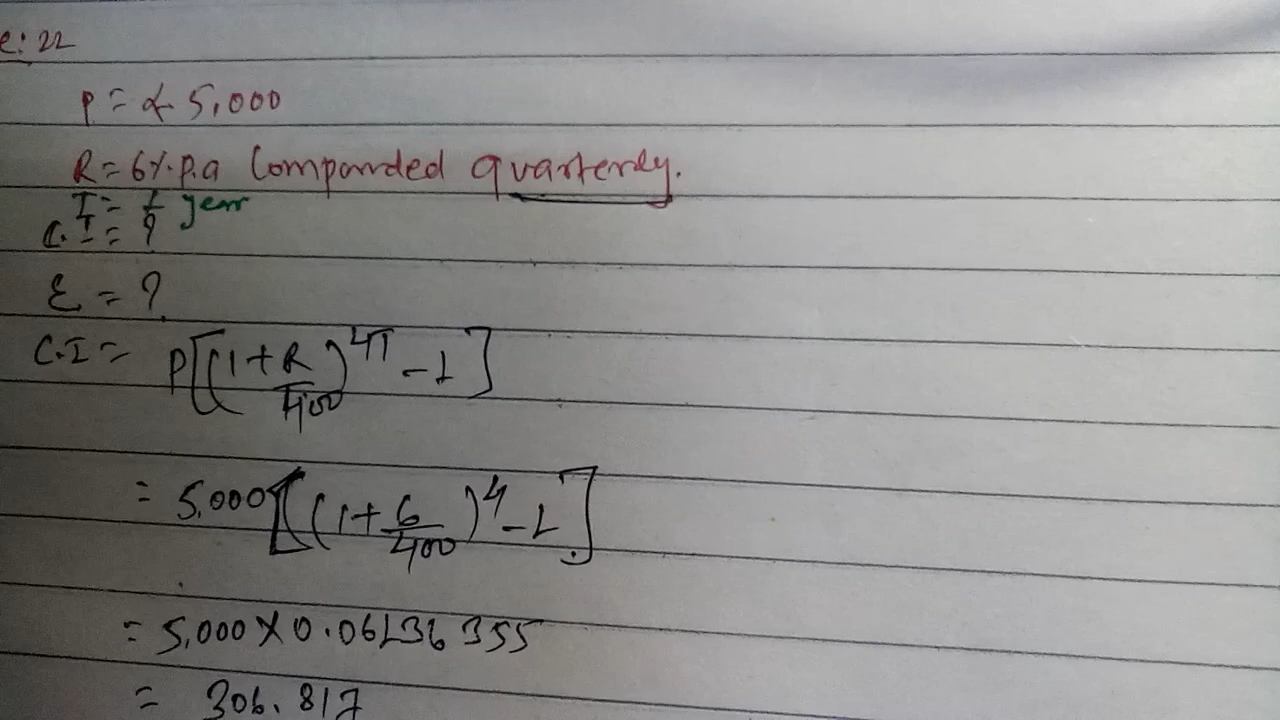 e: 22
P = ₹ 5,000
R = 6%. P.a Compounded quarterly.
T = 1 year
C.I = ?
E = ?
C.I = P[(1 + R/400)^4T - 1]
= 5,000[(1 + 6/400)^4 - 1]
= 5,000 X 0.06136355
= 306.817